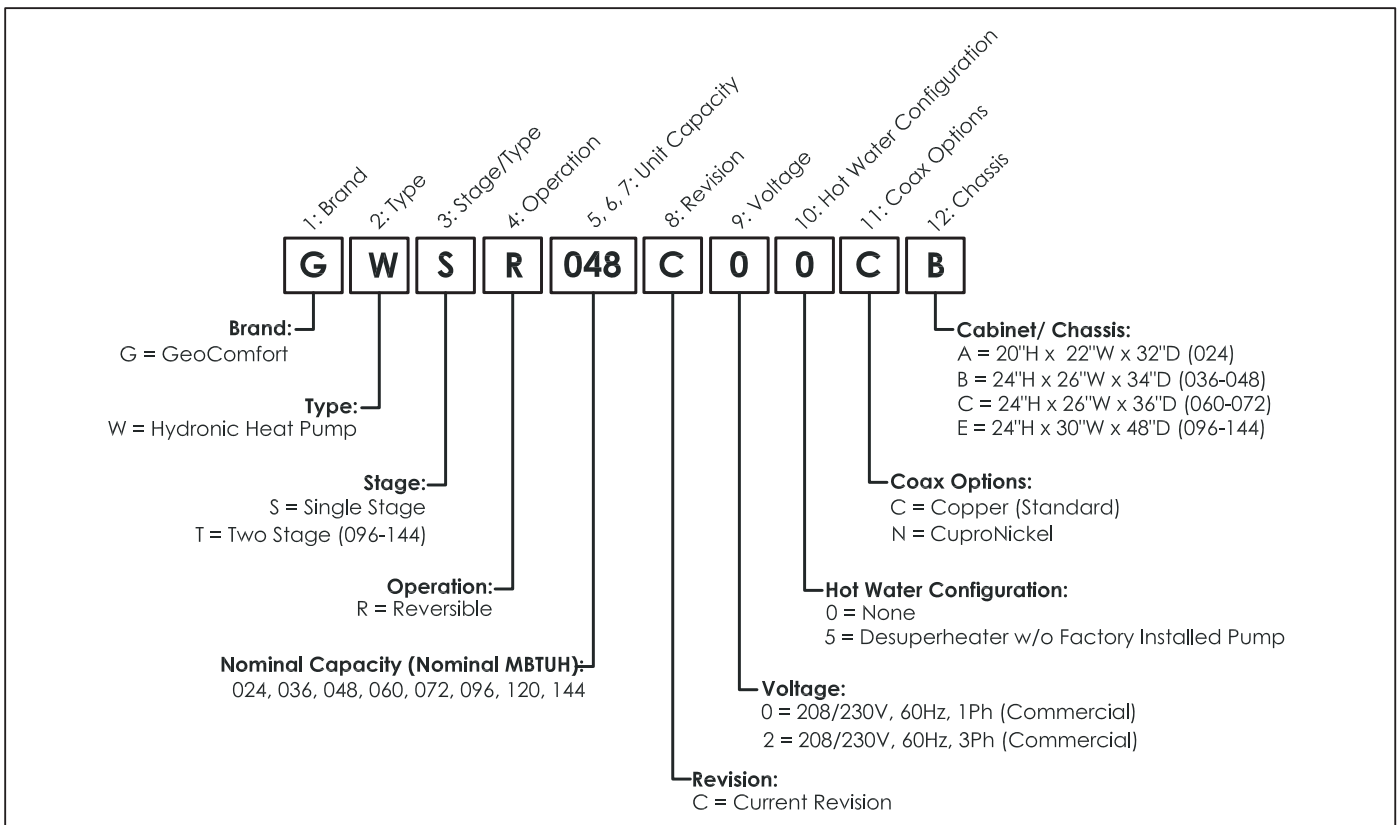 1: Brand
2: Type
3: Stage/Type
4: Operation
5, 6, 7: Unit Capacity
8: Revision
9: Voltage
10: Hot Water Configuration
11: Coax Options
12: Chassis
G W S R 048 C 0 0 C B
Brand:
G = GeoComfort
Type:
W = Hydronic Heat Pump
Stage:
S = Single Stage
T = Two Stage (096-144)
Operation:
R = Reversible
Nominal Capacity (Nominal MBTUH):
024, 036, 048, 060, 072, 096, 120, 144
Cabinet/ Chassis:
A = 20"H x 22"W x 32"D (024)
B = 24"H x 26"W x 34"D (036-048)
C = 24"H x 26"W x 36"D (060-072)
E = 24"H x 30"W x 48"D (096-144)
Coax Options:
C = Copper (Standard)
N = CuproNickel
Hot Water Configuration:
0 = None
5 = Desuperheater w/o Factory Installed Pump
Voltage:
0 = 208/230V, 60Hz, 1Ph (Commercial)
2 = 208/230V, 60Hz, 3Ph (Commercial)
Revision:
C = Current Revision